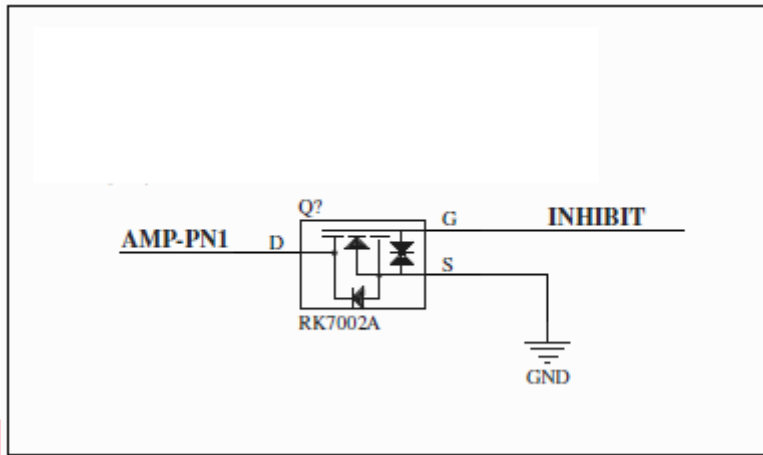 Q?
G
INHIBIT
AMP-PN1
D
S
RK7002A
GND